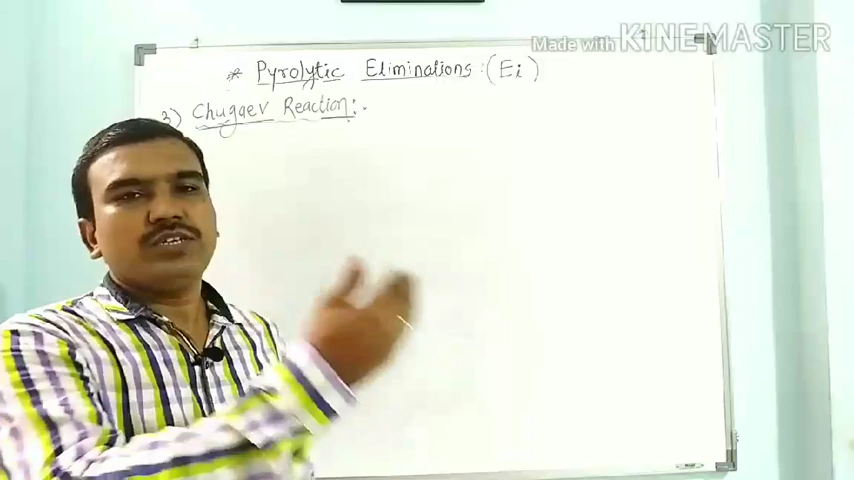 Made with KINEMASTER
* Pyrolytic Eliminations :- (Ei)
3) Chugaev Reaction :-